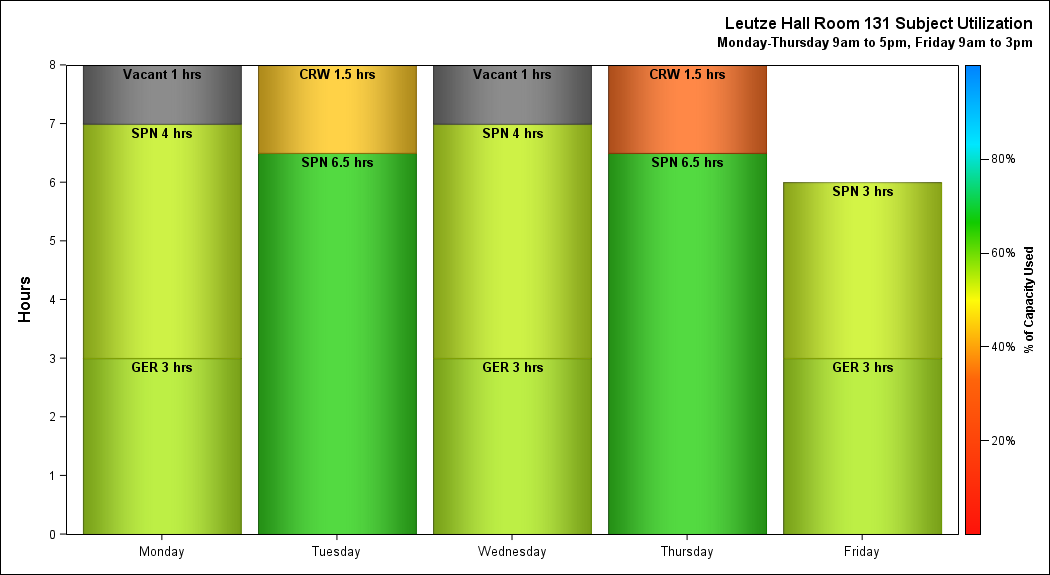 Leutze Hall Room 131 Subject Utilization
Monday-Thursday 9am to 5pm, Friday 9am to 3pm
8
7
6
5
4
3
2
1
0
Hours
Vacant 1 hrs
SPN 4 hrs
GER 3 hrs
CRW 1.5 hrs
SPN 6.5 hrs
Vacant 1 hrs
SPN 4 hrs
GER 3 hrs
CRW 1.5 hrs
SPN 6.5 hrs
SPN 3 hrs
GER 3 hrs
Monday
Tuesday
Wednesday
Thursday
Friday
80%
60%
40%
20%
% of Capacity Used